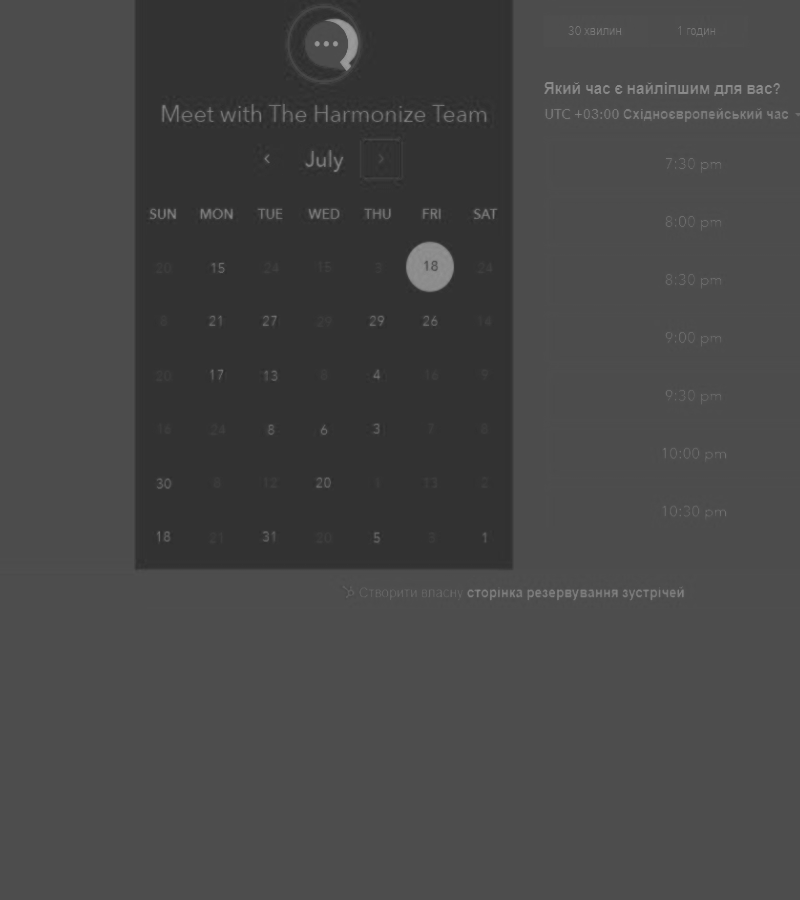 Meet with The Harmonize Team
July
SUN MON TUE WED THU FRI SAT
20 15 24 15 3 18 24
8 21 27 29 29 26 14
20 17 13 8 4 16 9
16 24 8 6 3 7 8
30 8 12 20 1 13 2
18 21 31 20 5 7 1
30 хвилин 1 годин
Який час є найліпшим для вас?
UTC +03:00 Східноєвропейський час
7:30 pm
8:00 pm
8:30 pm
9:00 pm
9:30 pm
10:00 pm
10:30 pm
Створити власну сторінка резервування зустрічей